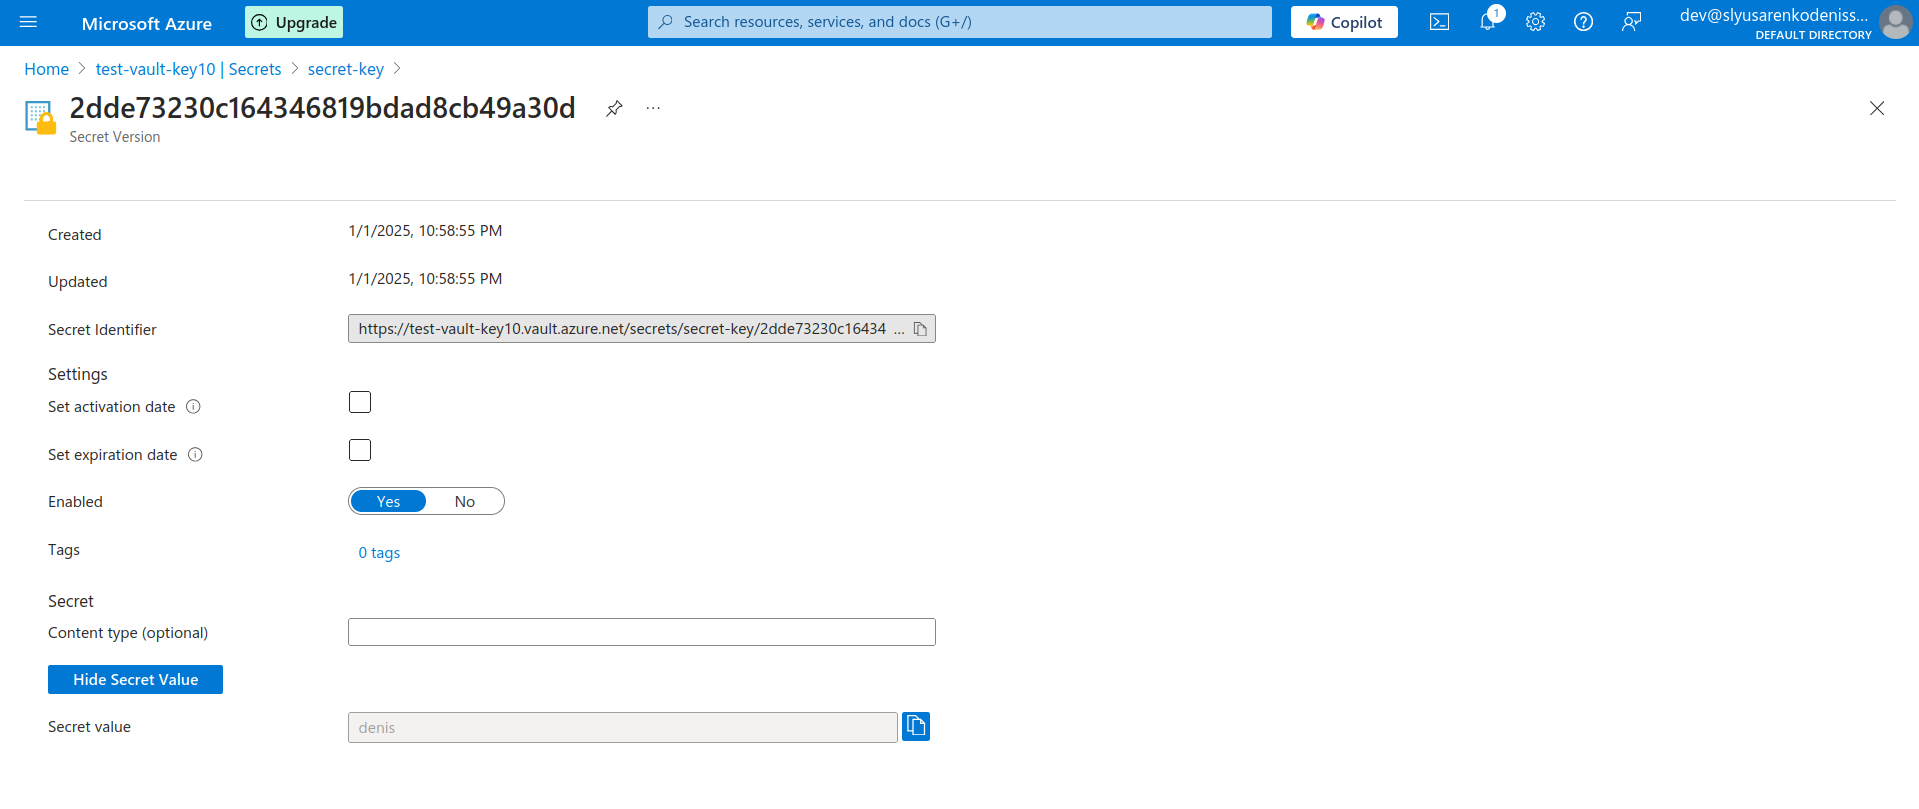 Microsoft Azure
Upgrade
Search resources, services, and docs (G+/)
Copilot
1
dev@slyusarenkodeniss...
DEFAULT DIRECTORY
Home > test-vault-key10 | Secrets > secret-key >
2dde73230c164346819bdad8cb49a30d
...
Secret Version
Created 1/1/2025, 10:58:55 PM
Updated 1/1/2025, 10:58:55 PM
Secret Identifier https://test-vault-key10.vault.azure.net/secrets/secret-key/2dde73230c16434 ...
Settings
Set activation date
Set expiration date
Enabled Yes No
Tags 0 tags
Secret
Content type (optional)
Hide Secret Value
Secret value denis